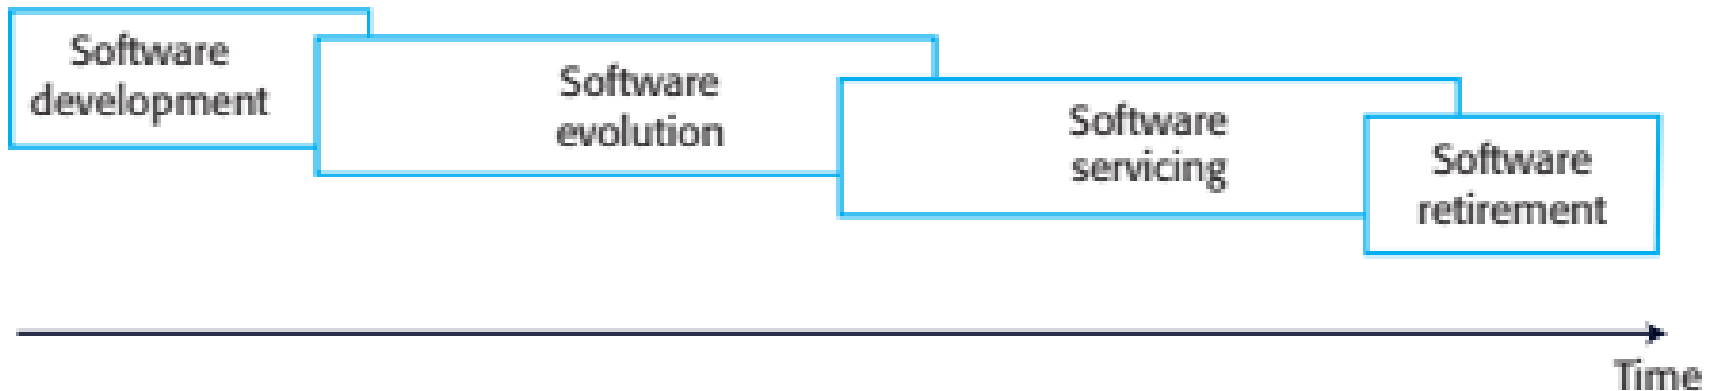 Software
development
Software
evolution
Software
servicing
Software
retirement
Time